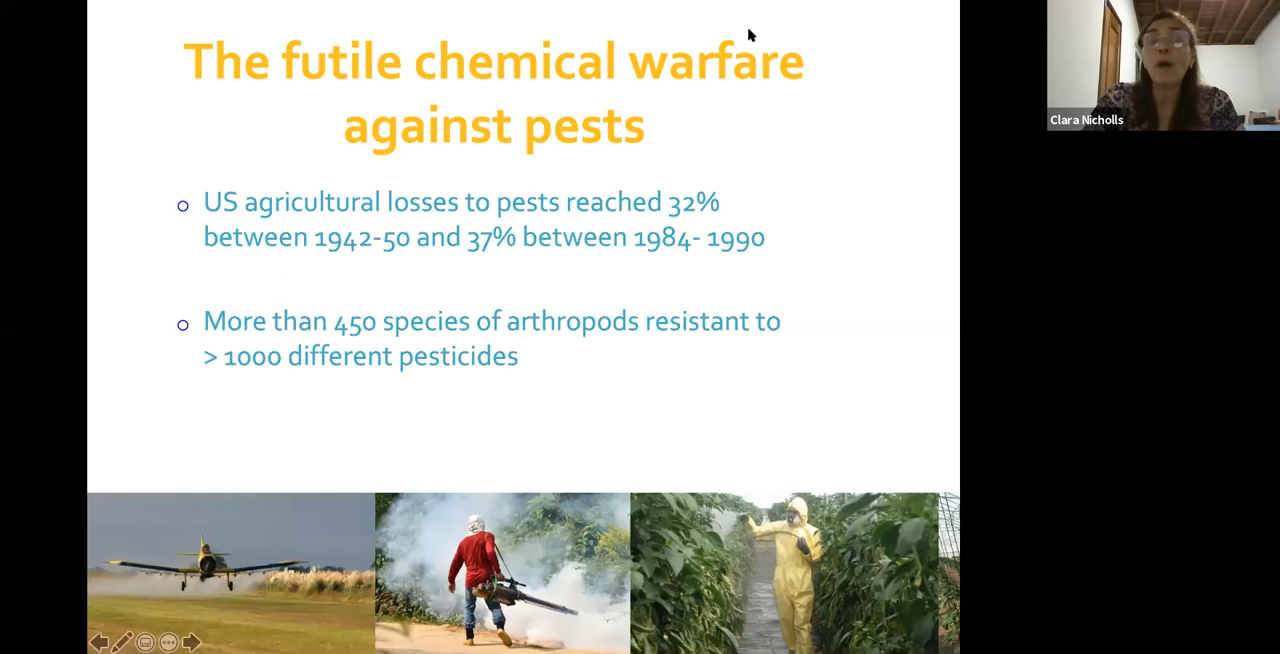 The futile chemical warfare
against pests
US agricultural losses to pests reached 32%
between 1942-50 and 37% between 1984- 1990
More than 450 species of arthropods resistant to
> 1000 different pesticides
Clara Nicholls